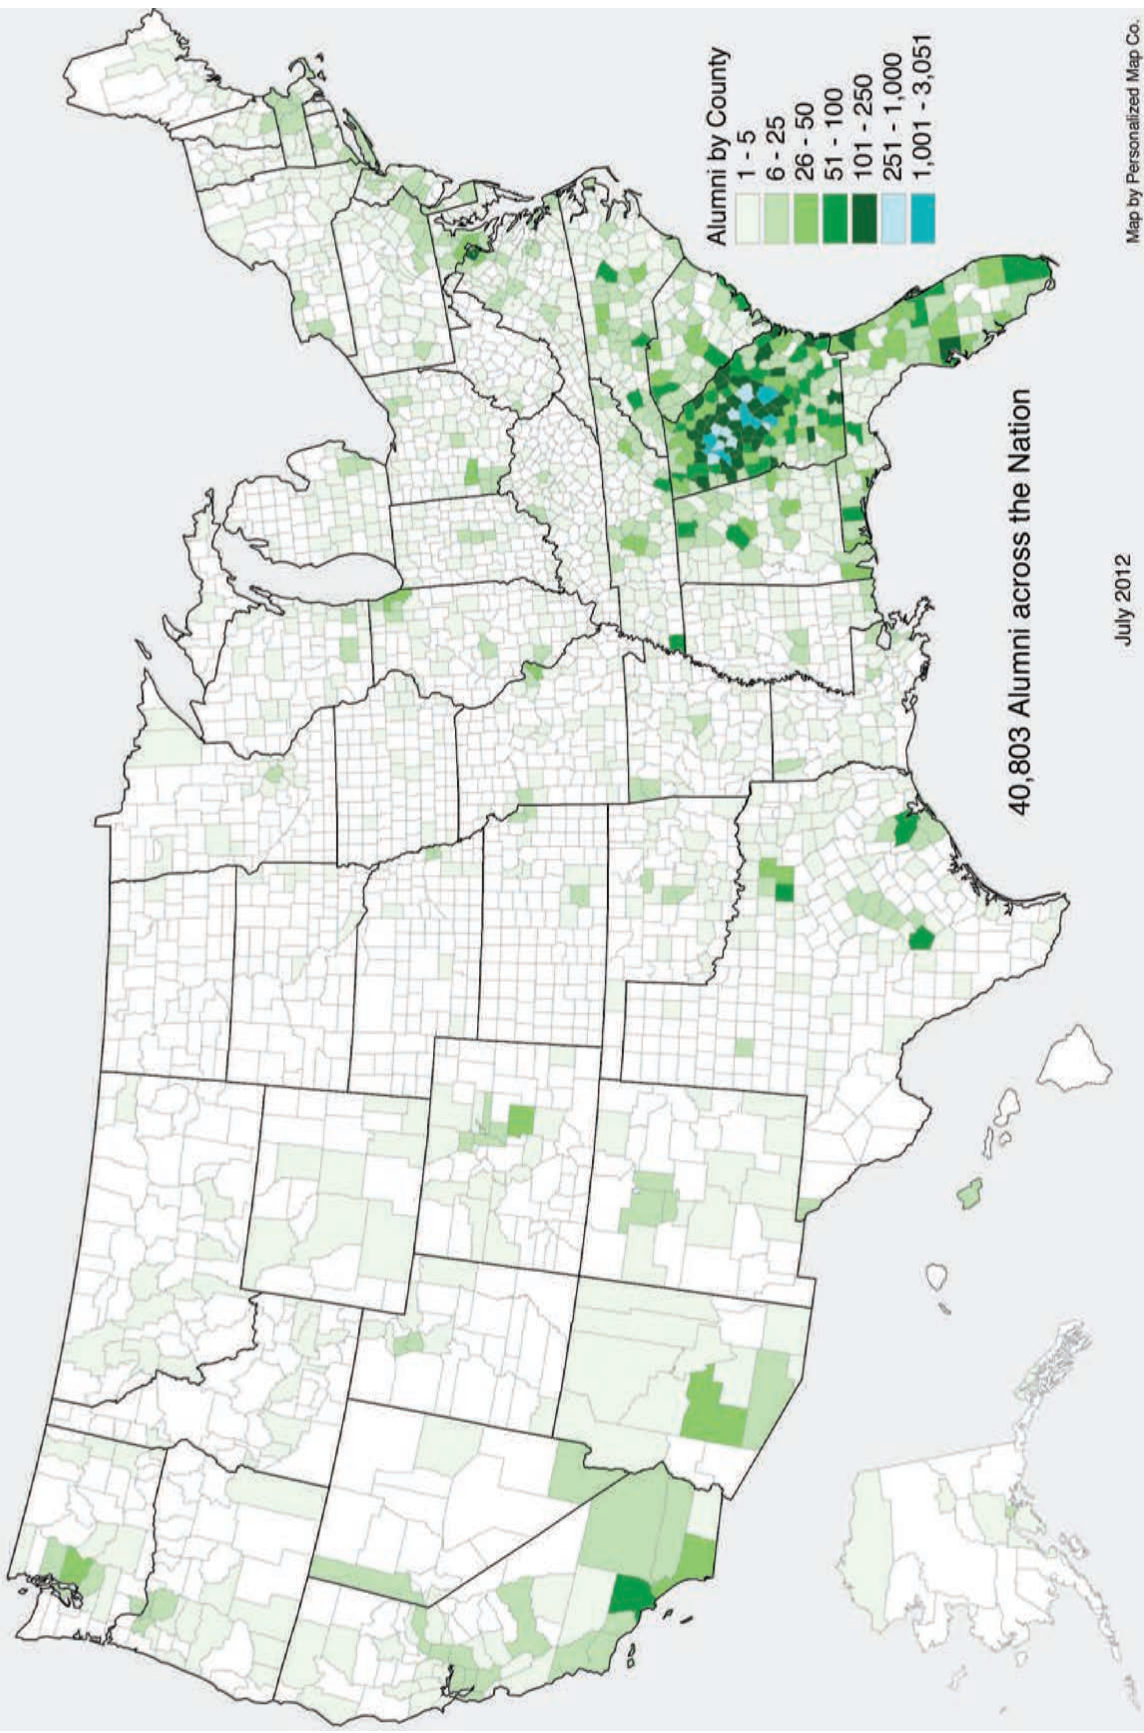 Alumni by County
1 - 5
6 - 25
26 - 50
51 - 100
101 - 250
251 - 1,000
1,001 - 3,051
40,803 Alumni across the Nation
July 2012
Map by Personalized Map Co.